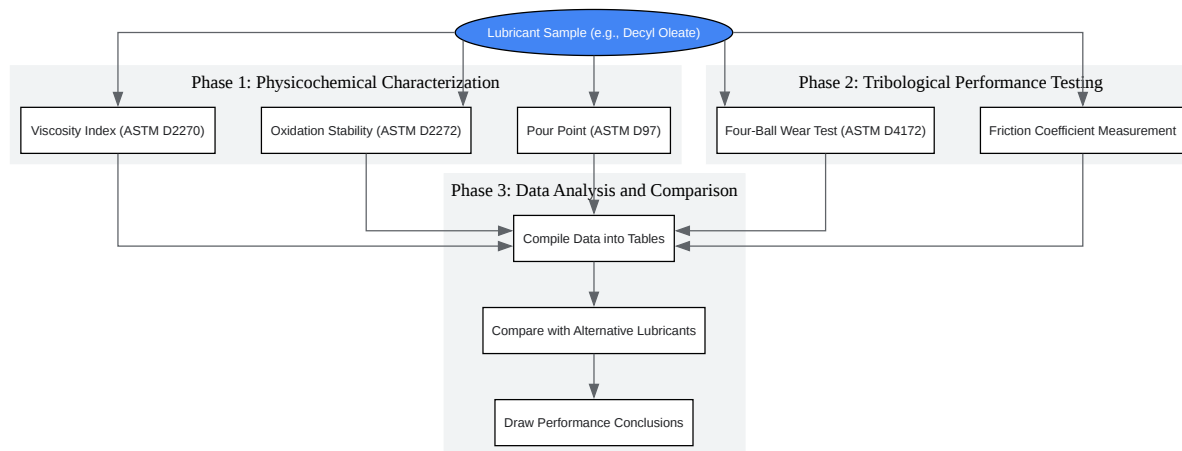 Lubricant Sample (e.g., Decyl Oleate)
Phase 1: Physicochemical Characterization
Phase 2: Tribological Performance Testing
Viscosity Index (ASTM D2270)
Oxidation Stability (ASTM D2272)
Pour Point (ASTM D97)
Four-Ball Wear Test (ASTM D4172)
Friction Coefficient Measurement
Phase 3: Data Analysis and Comparison
Compile Data into Tables
Compare with Alternative Lubricants
Draw Performance Conclusions